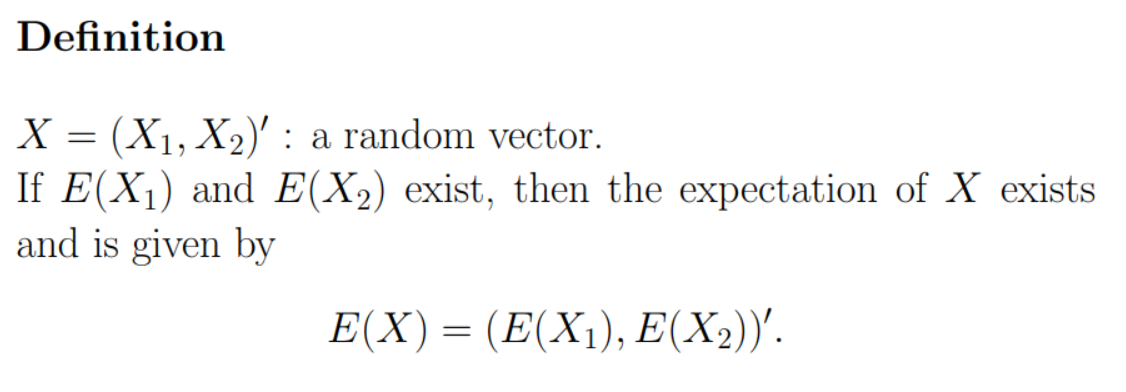 Definition
X = (X₁, X₂)′ : a random vector.
If E(X₁) and E(X₂) exist, then the expectation of X exists
and is given by
E(X) = (E(X₁), E(X₂))′.